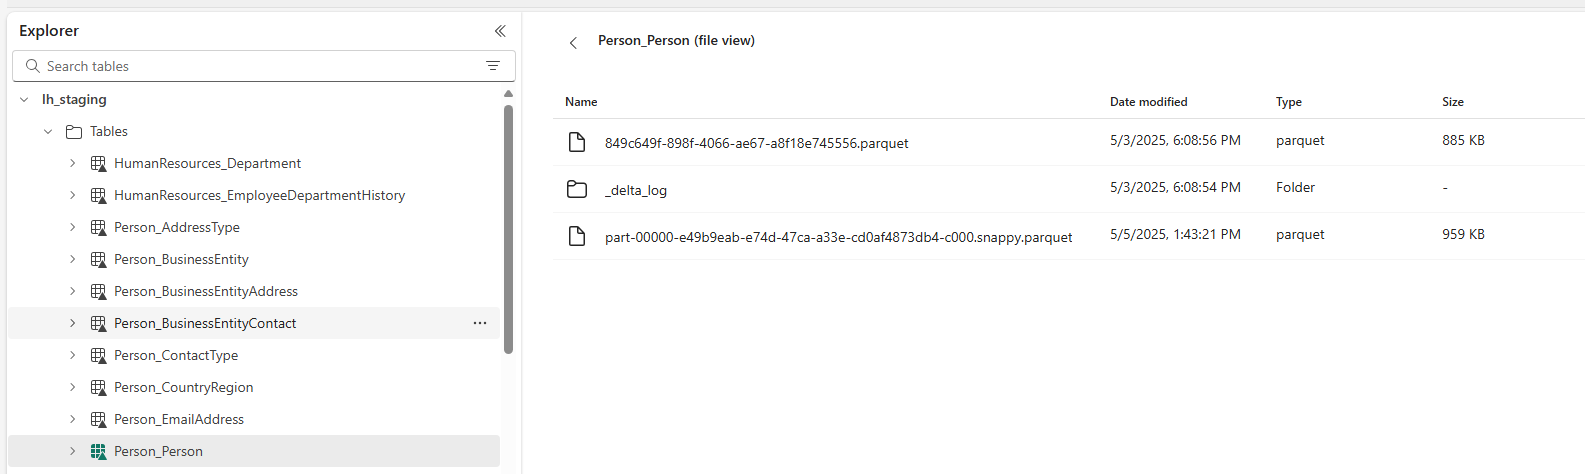 Explorer
Search tables
lh_staging
Tables
HumanResources_Department
HumanResources_EmployeeDepartmentHistory
Person_AddressType
Person_BusinessEntity
Person_BusinessEntityAddress
Person_BusinessEntityContact
Person_ContactType
Person_CountryRegion
Person_EmailAddress
Person_Person
Person_Person (file view)
Name Date modified Type Size
849c649f-898f-4066-ae67-a8f18e745556.parquet 5/3/2025, 6:08:56 PM parquet 885 KB
_delta_log 5/3/2025, 6:08:54 PM Folder -
part-00000-e49b9eab-e74d-47ca-a33e-cd0af4873db4-c000.snappy.parquet 5/5/2025, 1:43:21 PM parquet 959 KB